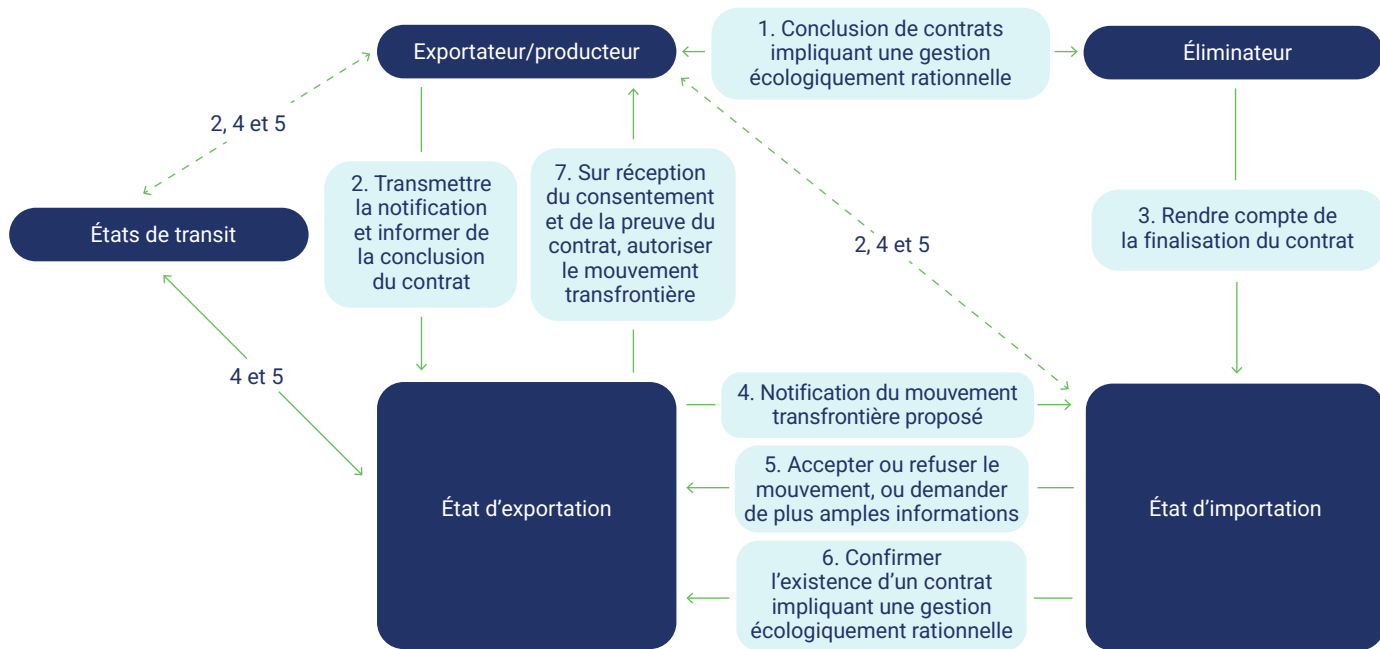 1. Conclusion de contrats
impliquant une gestion
écologiquement rationnelle
Exportateur/producteur
Éliminateur
2, 4 et 5
2. Transmettre
la notification
et informer de
la conclusion
du contrat
7. Sur réception
du consentement
et de la preuve du
contrat, autoriser
le mouvement
transfrontière
États de transit
2, 4 et 5
3. Rendre compte de
la finalisation du contrat
4 et 5
4. Notification du mouvement
transfrontière proposé
5. Accepter ou refuser le
mouvement, ou demander
de plus amples informations
État d’exportation
État d’importation
6. Confirmer
l’existence d’un contrat
impliquant une gestion
écologiquement rationnelle